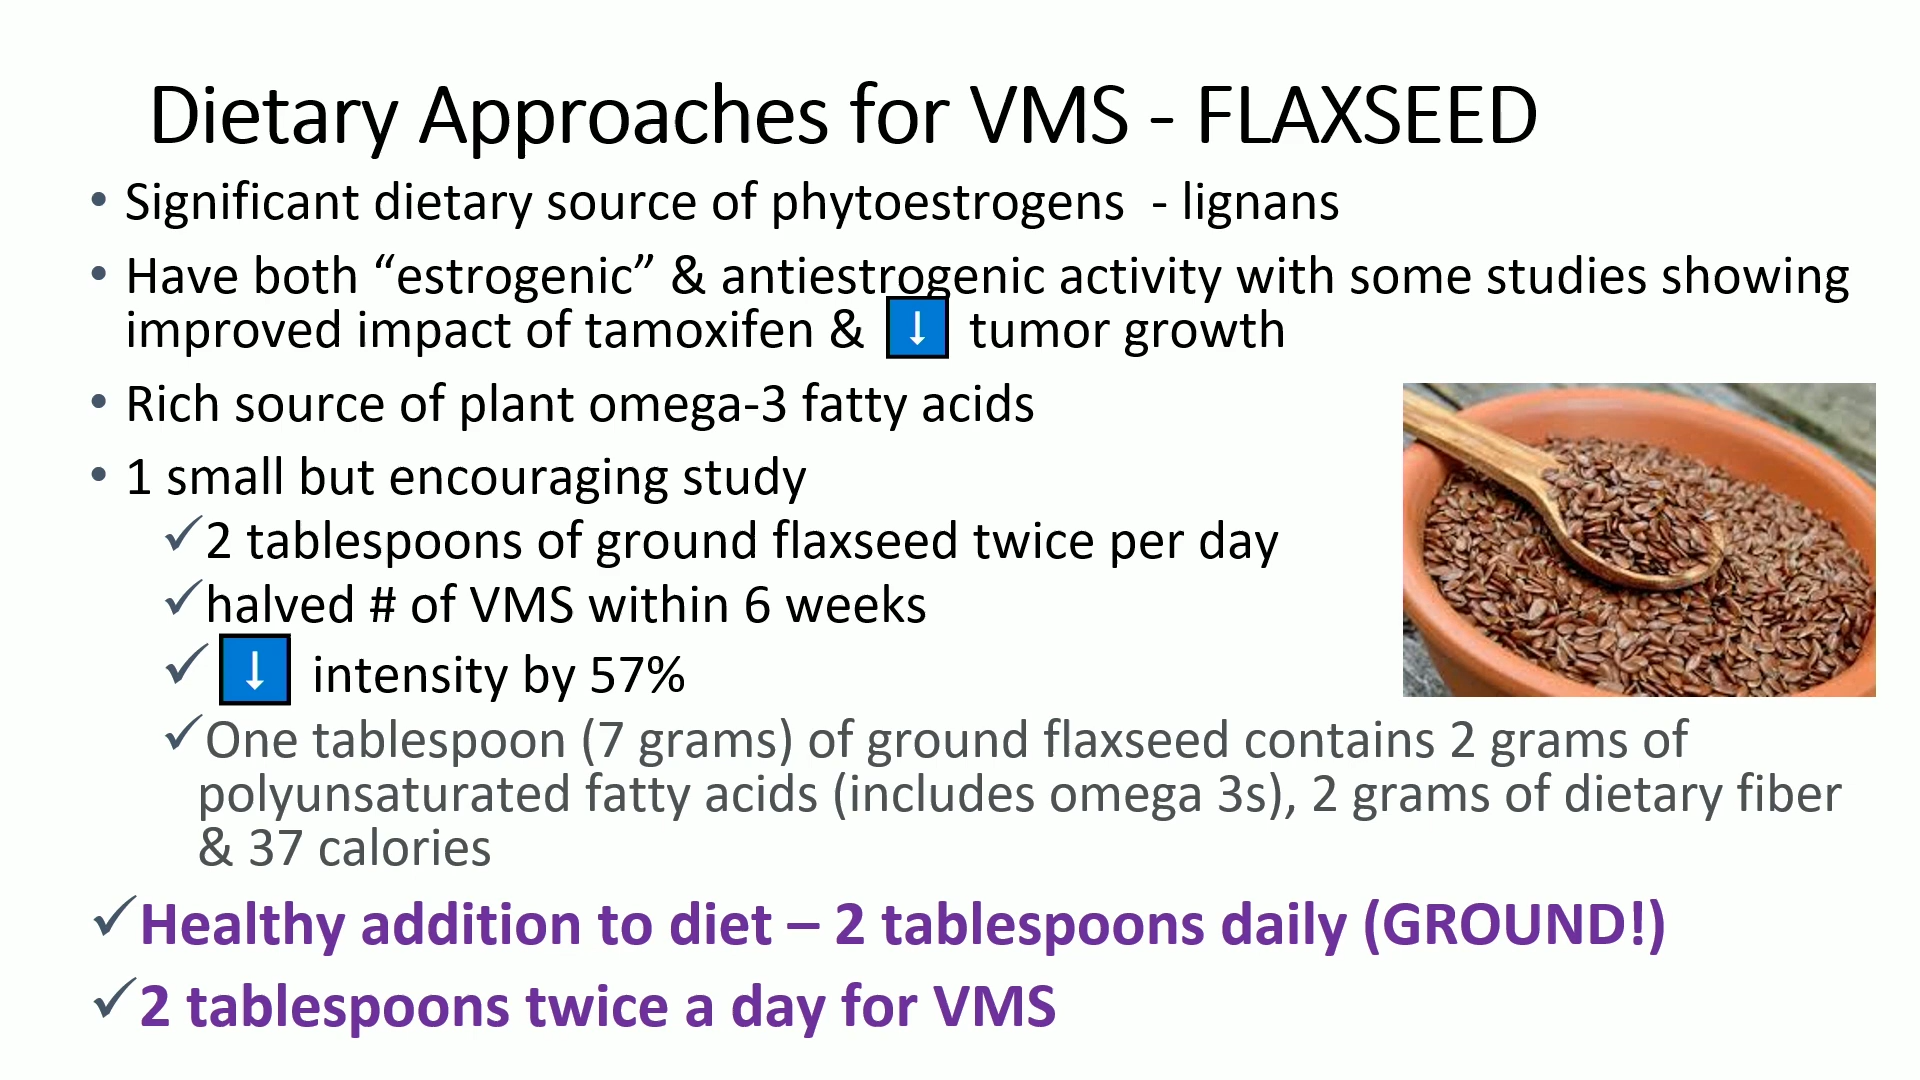 Dietary Approaches for VMS - FLAXSEED
• Significant dietary source of phytoestrogens - lignans
• Have both “estrogenic” & antiestrogenic activity with some studies showing
improved impact of tamoxifen & ↓ tumor growth
• Rich source of plant omega-3 fatty acids
• 1 small but encouraging study
✓2 tablespoons of ground flaxseed twice per day
✓halved # of VMS within 6 weeks
✓ ↓ intensity by 57%
✓One tablespoon (7 grams) of ground flaxseed contains 2 grams of
polyunsaturated fatty acids (includes omega 3s), 2 grams of dietary fiber
& 37 calories
✓Healthy addition to diet – 2 tablespoons daily (GROUND!)
✓2 tablespoons twice a day for VMS